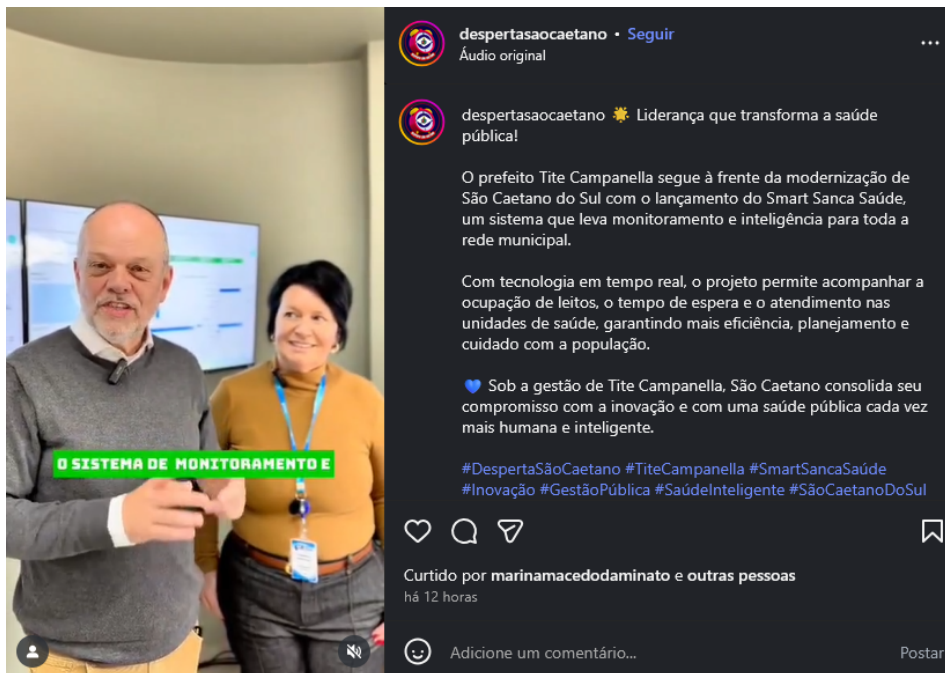 despertasaocaetano • Seguir
Áudio original
despertasaocaetano 🌟 Liderança que transforma a saúde
pública!
O prefeito Tite Campanella segue à frente da modernização de
São Caetano do Sul com o lançamento do Smart Sanca Saúde,
um sistema que leva monitoramento e inteligência para toda a
rede municipal.
Com tecnologia em tempo real, o projeto permite acompanhar a
ocupação de leitos, o tempo de espera e o atendimento nas
unidades de saúde, garantindo mais eficiência, planejamento e
cuidado com a população.
💙 Sob a gestão de Tite Campanella, São Caetano consolida seu
compromisso com a inovação e com uma saúde pública cada vez
mais humana e inteligente.
#DespertaSãoCaetano #TiteCampanella #SmartSancaSaúde
#Inovação #GestãoPública #SaúdeInteligente #SãoCaetanoDoSul
O SISTEMA DE MONITORAMENTO E
Curtido por marinamacedodaminato e outras pessoas
há 12 horas
Adicione um comentário...
Postar